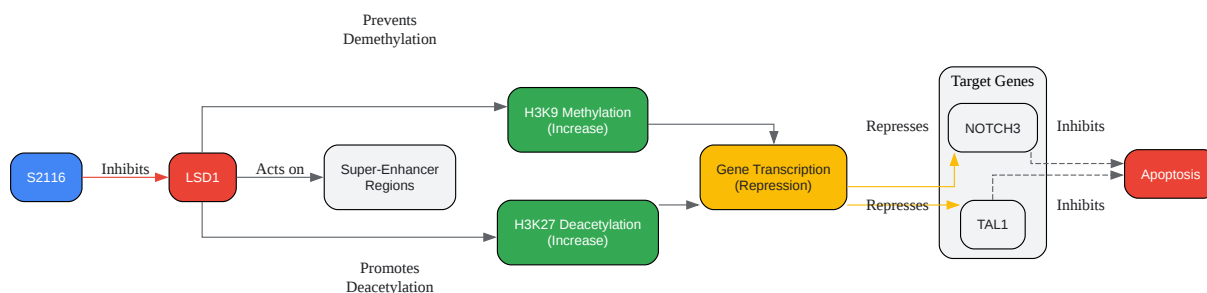 Prevents
Demethylation
Target Genes
H3K9 Methylation
(Increase)
Represses
NOTCH3
Inhibits
S2116
Inhibits
LSD1
Acts on
Super-Enhancer
Regions
Gene Transcription
(Repression)
Apoptosis
H3K27 Deacetylation
(Increase)
Represses
TAL1
Inhibits
Promotes
Deacetylation